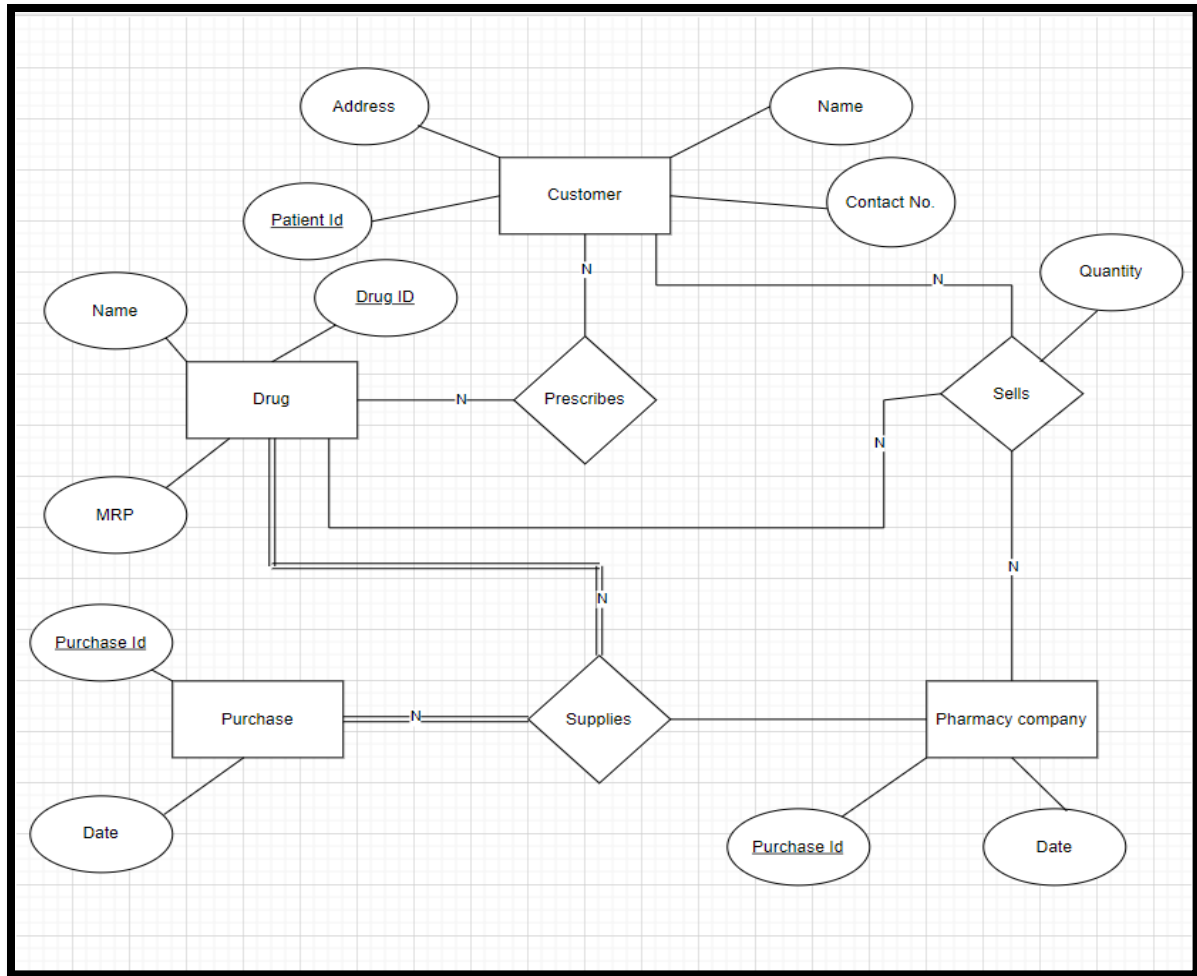 Address
Name
Customer
Contact No.
Patient Id
N
Quantity
N
Drug ID
Name
Drug
N
Prescribes
Sells
N
MRP
N
N
Purchase Id
Purchase
N
Supplies
Pharmacy company
Date
Purchase Id
Date